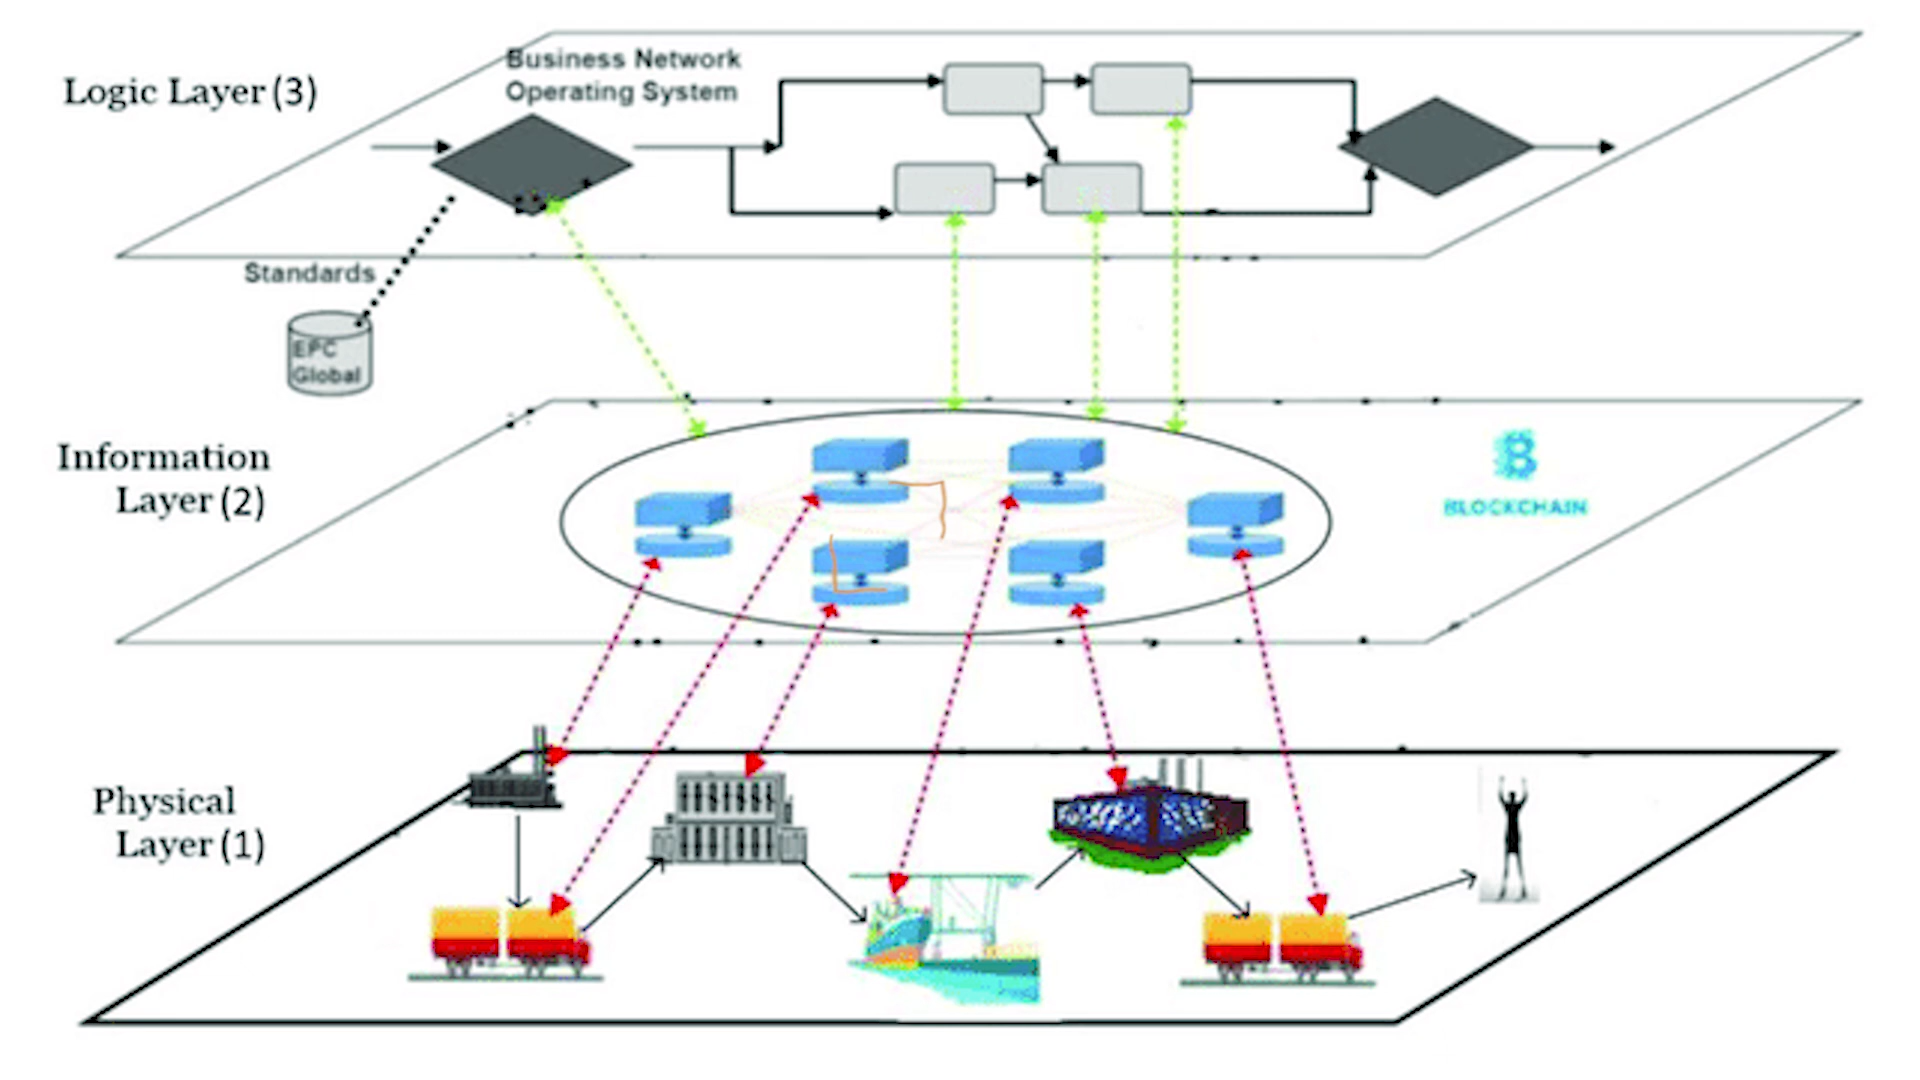 Business Network
Operating System
Logic Layer (3)
Standards
EPC
Global
Information
Layer (2)
BLOCKCHAIN
Physical
Layer (1)